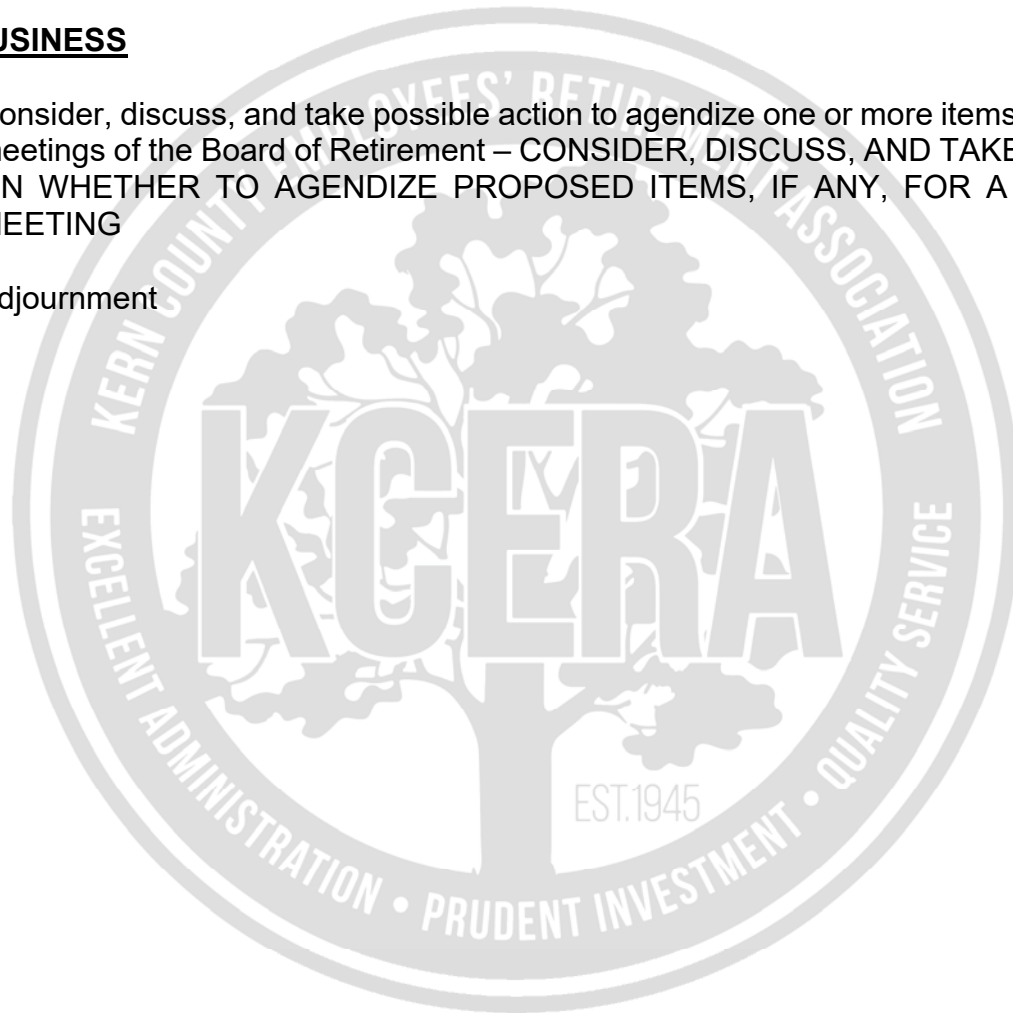 USINESS
onsider, discuss, and take possible action to agendize one or more items
eetings of the Board of Retirement – CONSIDER, DISCUSS, AND TAKE
N WHETHER TO AGENDIZE PROPOSED ITEMS, IF ANY, FOR A
EETING
djournment
KERN COUNTY EMPLOYEES' RETIREMENT ASSOCIATION
KCERA
EST.1945
EXCELLENT ADMINISTRATION • PRUDENT INVESTMENT • QUALITY SERVICE